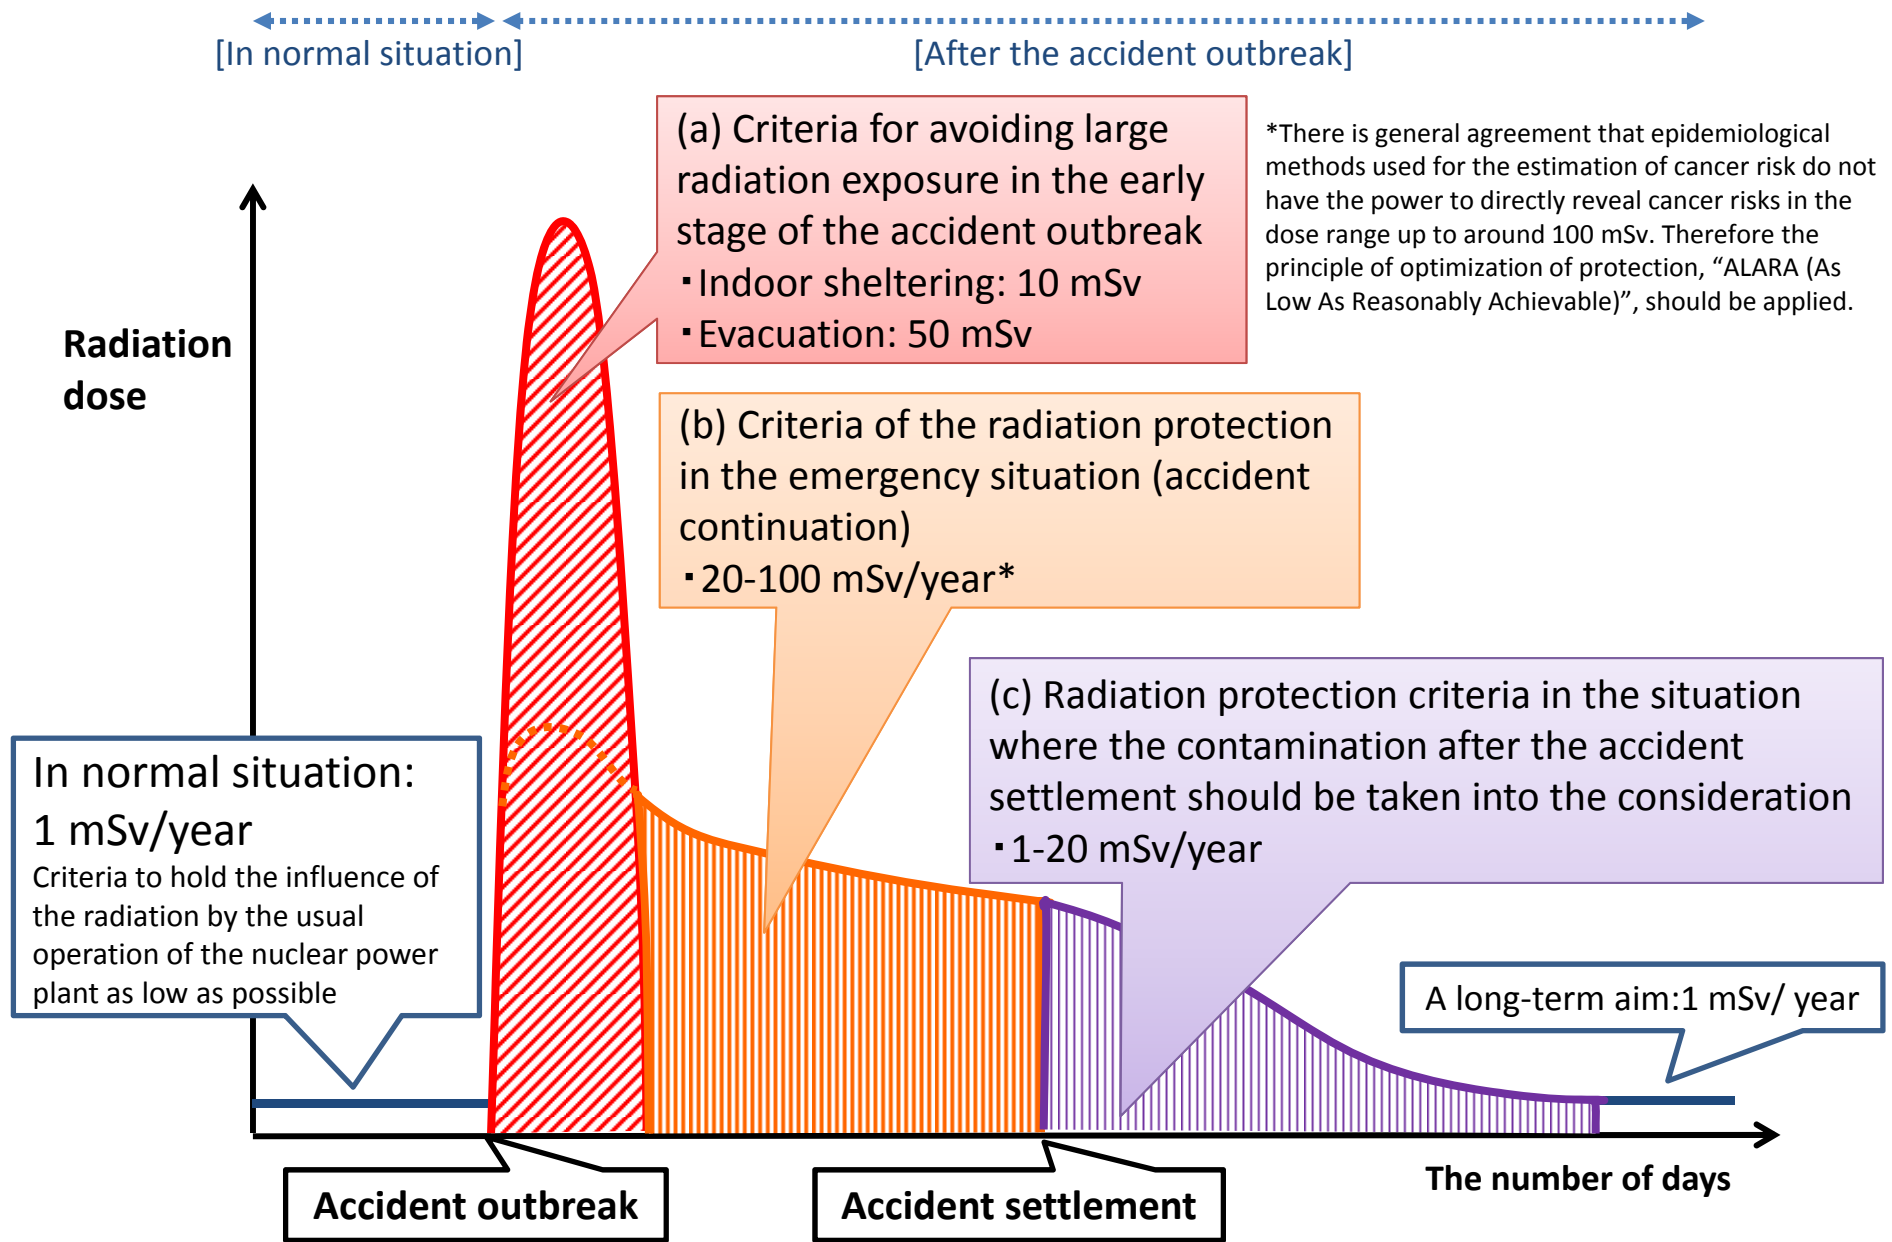 [In normal situation]
[After the accident outbreak]
(a) Criteria for avoiding large
radiation exposure in the early
stage of the accident outbreak
▪Indoor sheltering: 10 mSv
▪Evacuation: 50 mSv
*There is general agreement that epidemiological
methods used for the estimation of cancer risk do not
have the power to directly reveal cancer risks in the
dose range up to around 100 mSv. Therefore the
principle of optimization of protection, “ALARA (As
Low As Reasonably Achievable)”, should be applied.
Radiation
dose
(b) Criteria of the radiation protection
in the emergency situation (accident
continuation)
▪20-100 mSv/year*
(c) Radiation protection criteria in the situation
where the contamination after the accident
settlement should be taken into the consideration
▪1-20 mSv/year
In normal situation:
1 mSv/year
Criteria to hold the influence of
the radiation by the usual
operation of the nuclear power
plant as low as possible
A long-term aim:1 mSv/ year
Accident outbreak
Accident settlement
The number of days